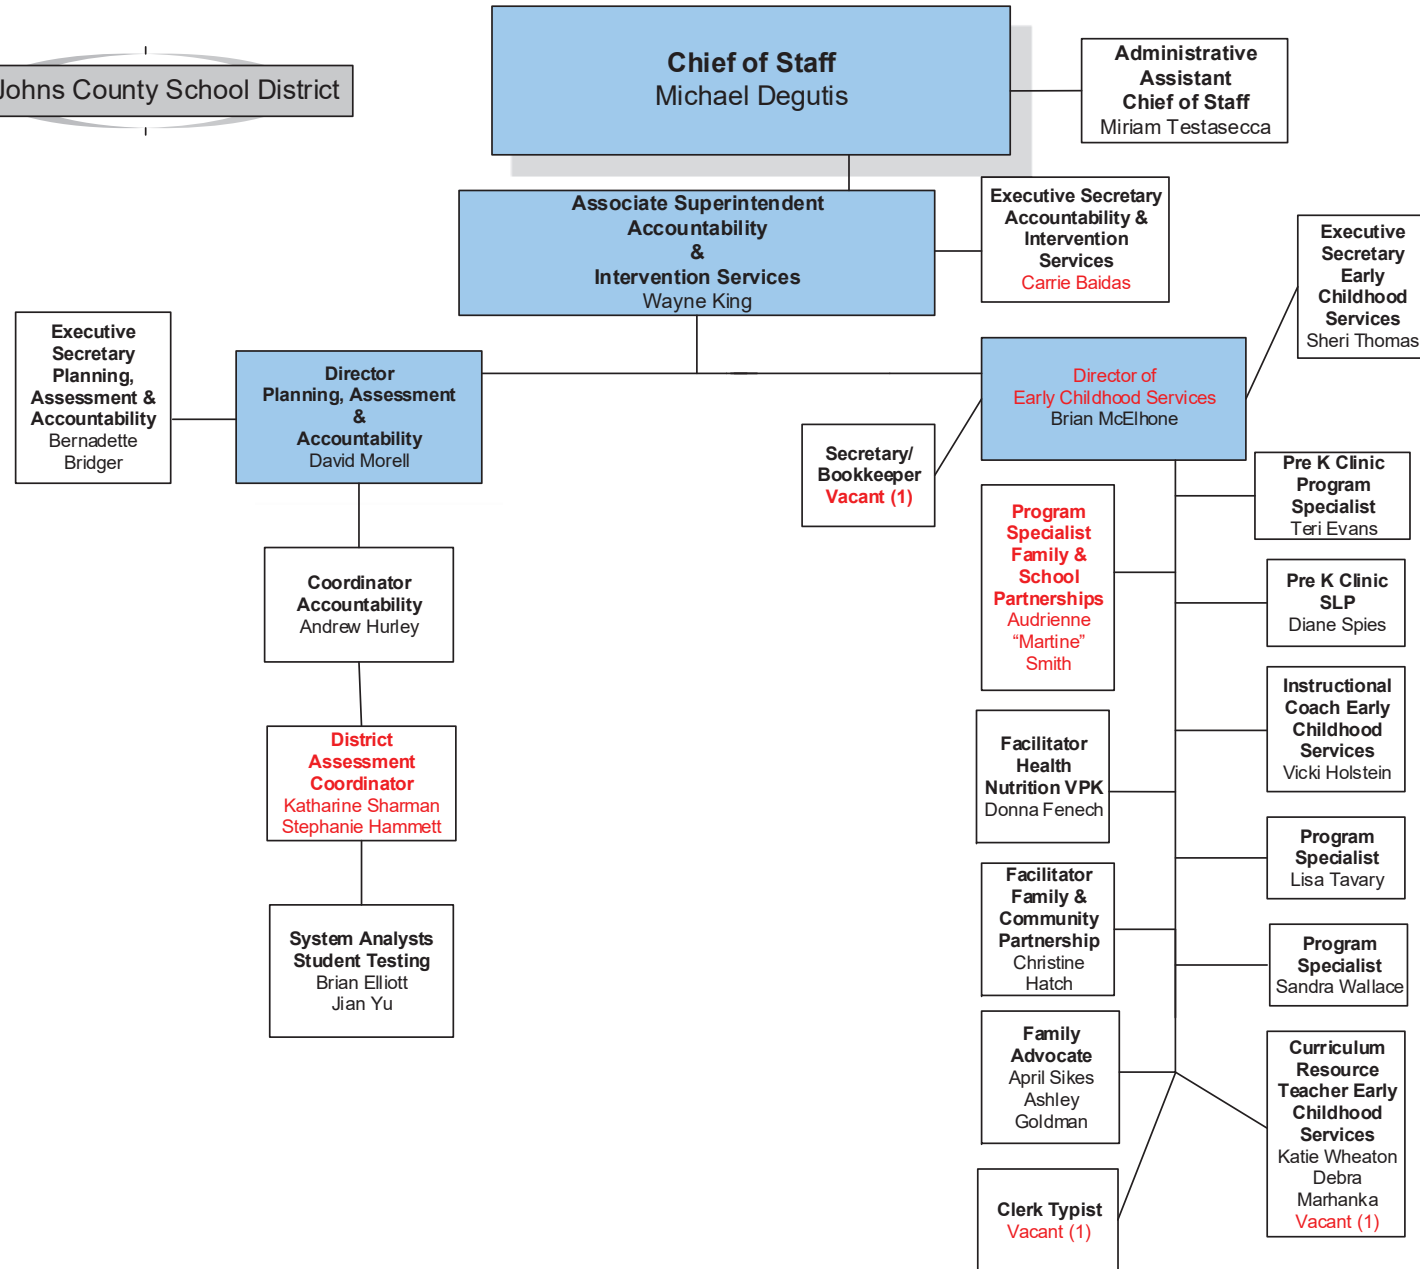 Johns County School District
Chief of Staff
Michael Degutis
Administrative
Assistant
Chief of Staff
Miriam Testasecca
Associate Superintendent
Accountability
&
Intervention Services
Wayne King
Executive Secretary
Accountability &
Intervention
Services
Carrie Baidas
Executive
Secretary
Early
Childhood
Services
Sheri Thomas
Executive
Secretary
Planning,
Assessment &
Accountability
Bernadette
Bridger
Director
Planning, Assessment
&
Accountability
David Morell
Director of
Early Childhood Services
Brian McElhone
Secretary/
Bookkeeper
Vacant (1)
Coordinator
Accountability
Andrew Hurley
District
Assessment
Coordinator
Katharine Sharman
Stephanie Hammett
System Analysts
Student Testing
Brian Elliott
Jian Yu
Program
Specialist
Family &
School
Partnerships
Audrienne
“Martine”
Smith
Facilitator
Health
Nutrition VPK
Donna Fenech
Facilitator
Family &
Community
Partnership
Christine
Hatch
Family
Advocate
April Sikes
Ashley
Goldman
Clerk Typist
Vacant (1)
Pre K Clinic
Program
Specialist
Teri Evans
Pre K Clinic
SLP
Diane Spies
Instructional
Coach Early
Childhood
Services
Vicki Holstein
Program
Specialist
Lisa Tavary
Program
Specialist
Sandra Wallace
Curriculum
Resource
Teacher Early
Childhood
Services
Katie Wheaton
Debra
Marhanka
Vacant (1)